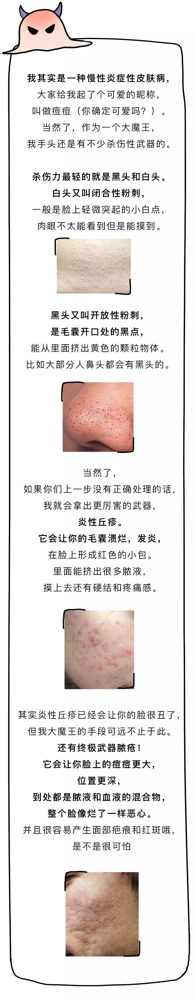 我其实是一种慢性炎症性皮肤病，
大家给我起了个可爱的昵称，
叫做痘痘（你确定可爱吗？）。
当然了，作为一个大魔王，
我手头还是有不少杀伤性武器的。
杀伤力最轻的就是黑头和白头。
白头又叫闭合性粉刺，
一般是脸上轻微突起的小白点，
肉眼不太能看到但是能摸到。
黑头又叫开放性粉刺，
是毛囊开口处的黑点，
能从里面挤出黄色的颗粒物体。
比如大部分人鼻头都会有黑头的。
当然了，
如果你们上一步没有正确处理的话，
我就会拿出更厉害的武器，
炎性丘疹。
它会让你的毛囊溃烂，发炎，
在脸上形成红色的小包。
里面能挤出很多脓液，
摸上去还有硬结和疼痛感。
其实炎性丘疹已经会让你的脸很丑了，
但我大魔王的手段可远不止于此。
还有终极武器脓疮！
它会让你脸上的痘痘更大，
位置更深，
到处都是脓液和血液的混合物，
整个脸像烂了一样恶心。
并且很容易产生面部疤痕和红斑哦，
是不是很可怕